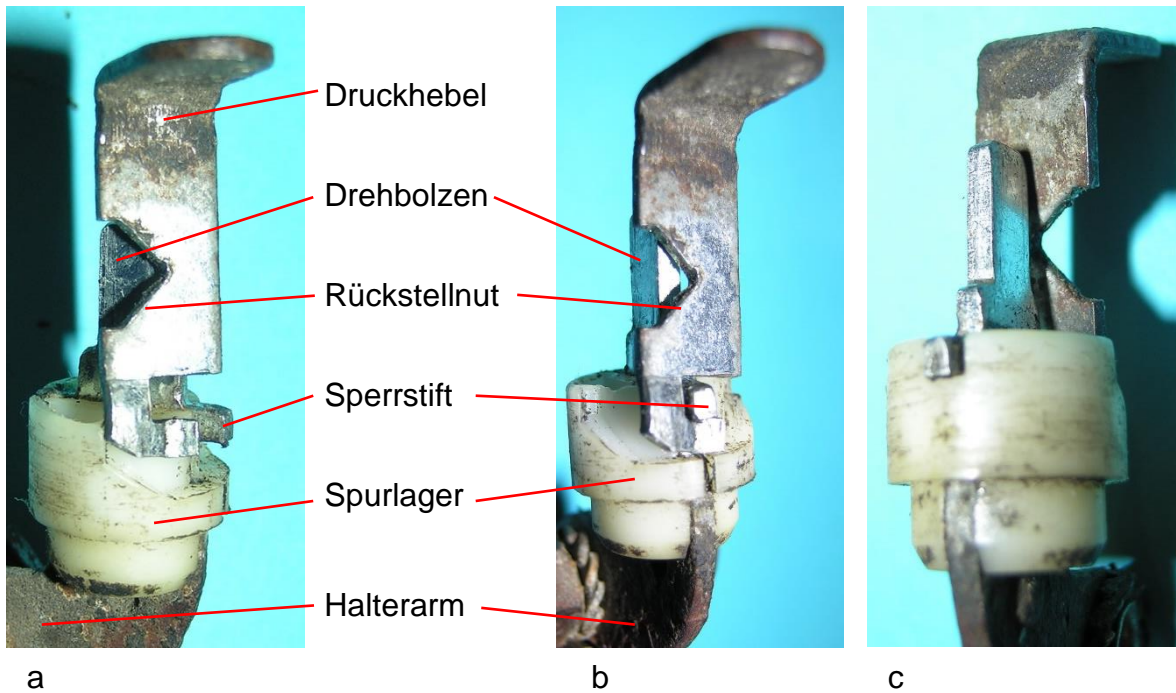 Druckhebel
Drehbolzen
Rückstellnut
Sperrstift
Spurlager
Halterarm
a
b
c